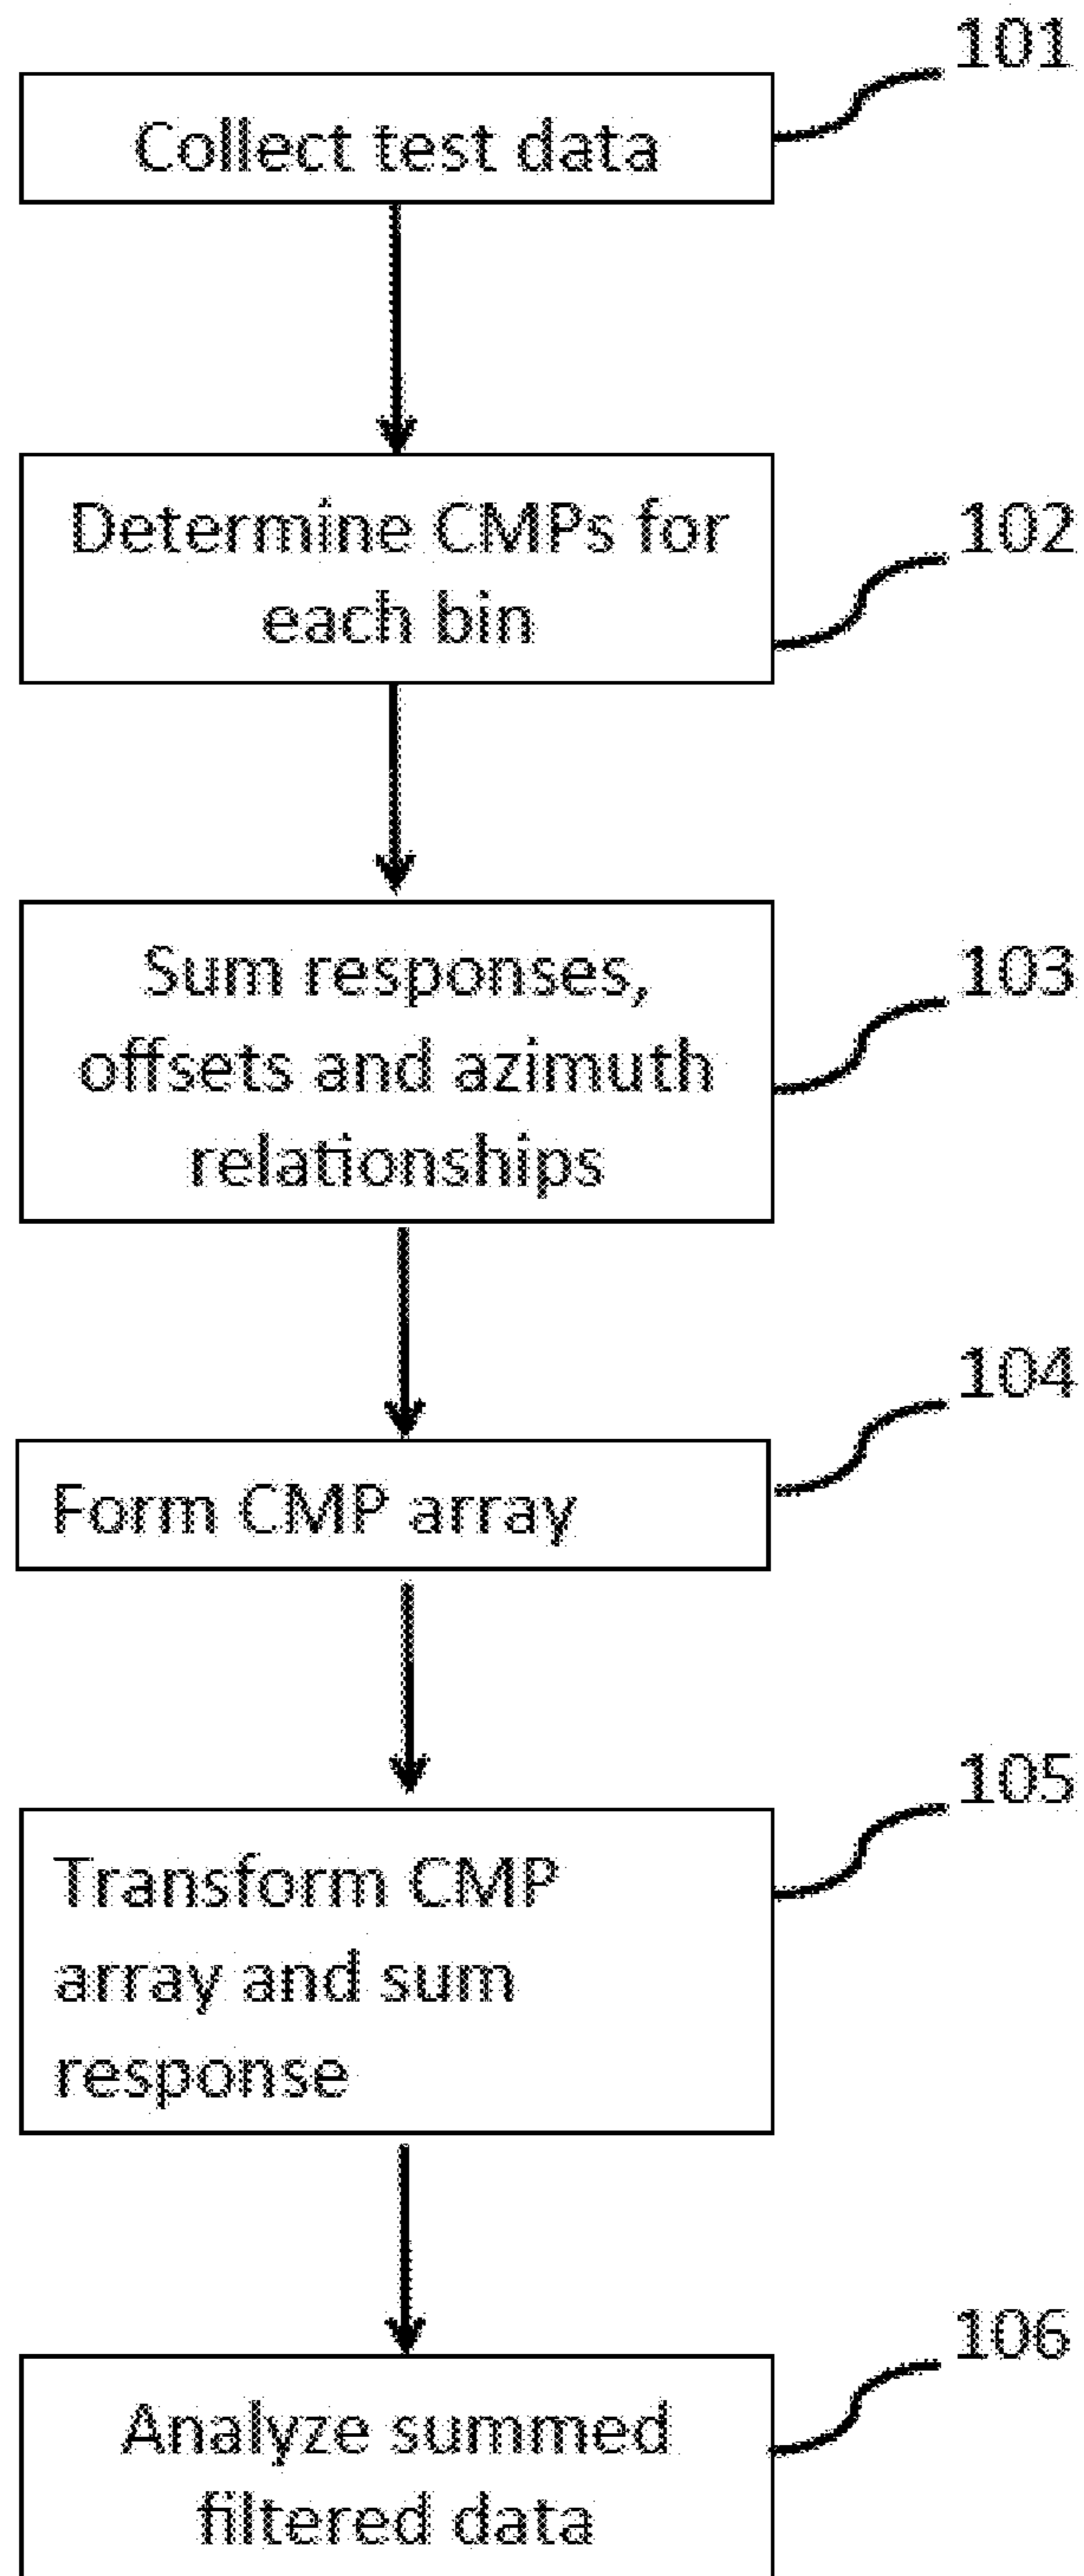 101
Collect test data
Determine CMPs for
each bin
102
Sum responses,
offsets and azimuth
relationships
103
Form CMP array
104
Transform CMP
array and sum
response
105
Analyze summed
filtered data
106